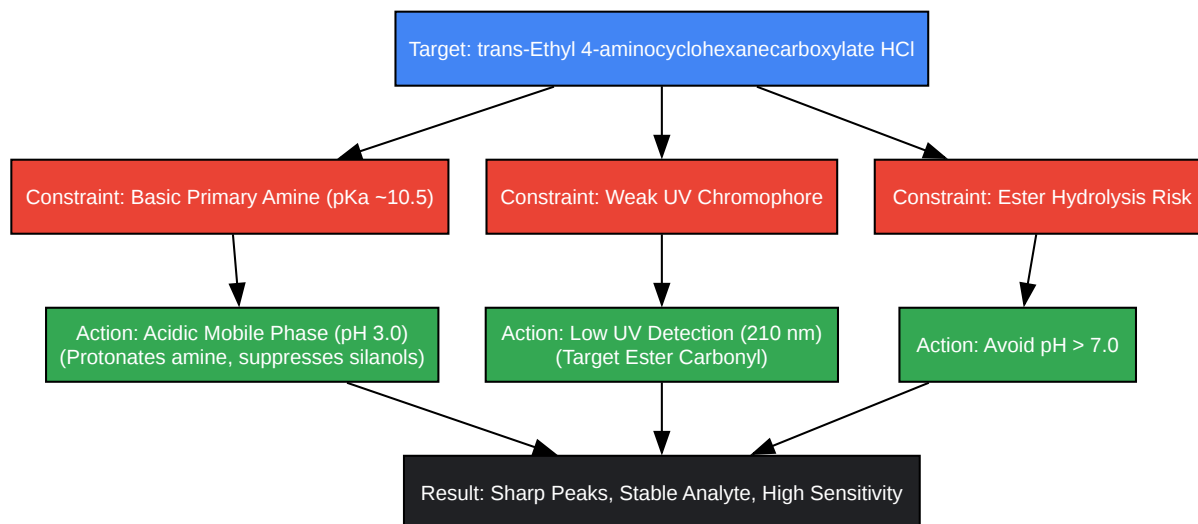 Target: trans-Ethyl 4-aminocyclohexanecarboxylate HCl
Constraint: Basic Primary Amine (pKa ~10.5)
Constraint: Weak UV Chromophore
Constraint: Ester Hydrolysis Risk
Action: Acidic Mobile Phase (pH 3.0)
(Protonates amine, suppresses silanols)
Action: Low UV Detection (210 nm)
(Target Ester Carbonyl)
Action: Avoid pH > 7.0
Result: Sharp Peaks, Stable Analyte, High Sensitivity